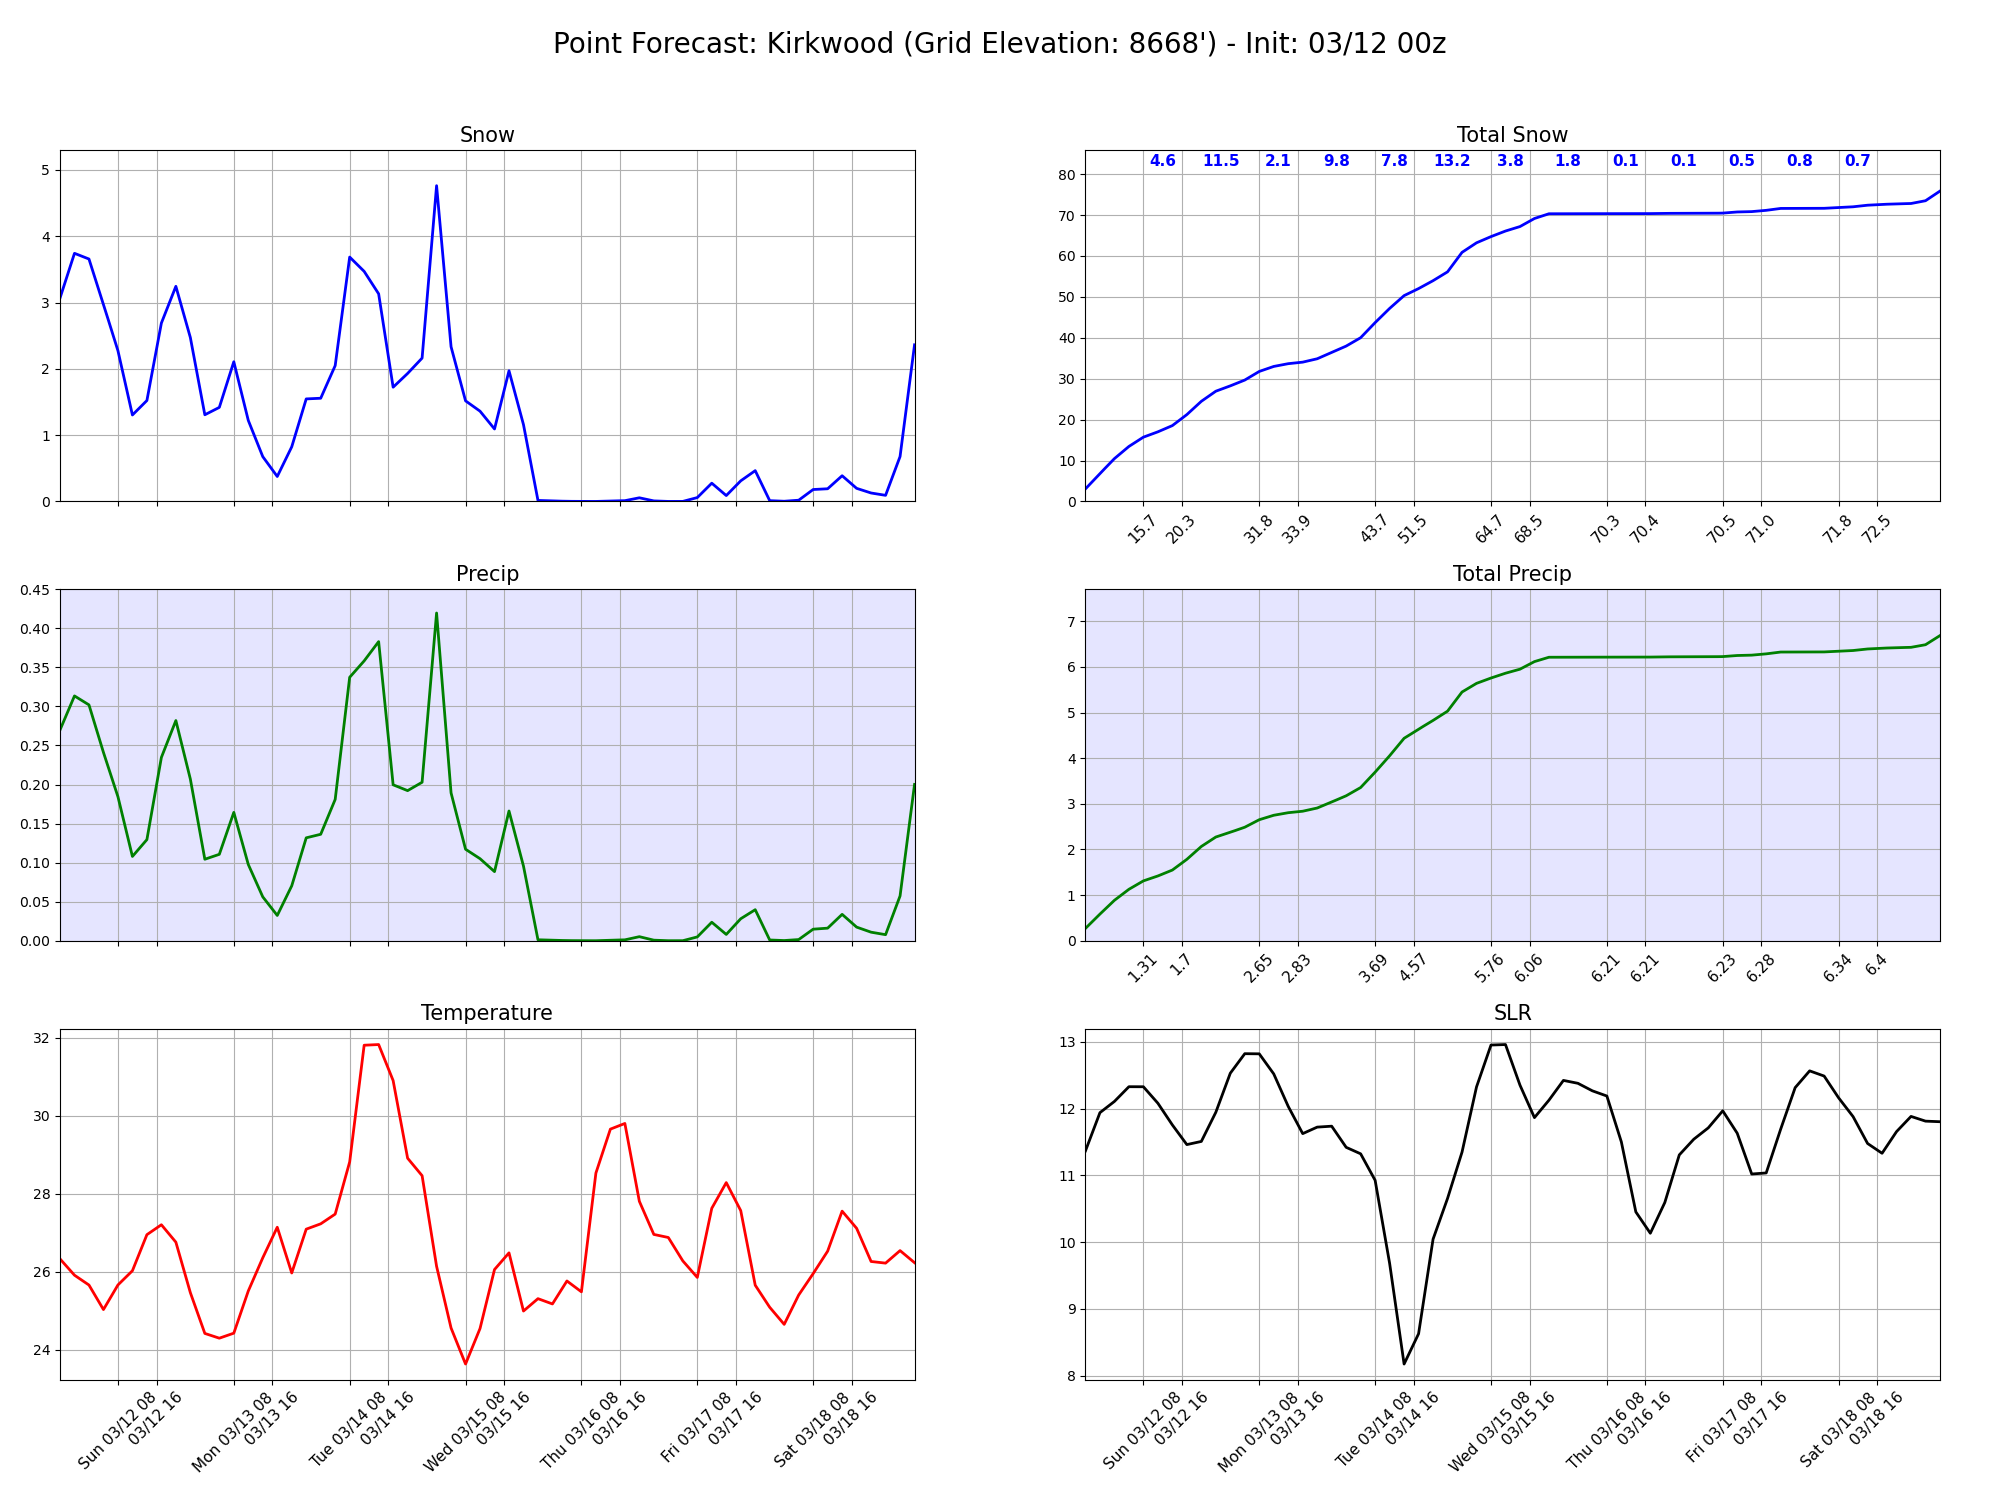 Point Forecast: Kirkwood (Grid Elevation: 8668') - Init: 03/12 00z
Snow
5
4
3
2
1
0
Total Snow
4.6 11.5 2.1 9.8 7.8 13.2 3.8 1.8 0.1 0.1 0.5 0.8 0.7
80
70
60
50
40
30
20
10
0
15.7 20.3 31.8 33.9 43.7 51.5 64.7 68.5 70.3 70.4 70.5 71.0 71.8 72.5
Precip
0.45
0.40
0.35
0.30
0.25
0.20
0.15
0.10
0.05
0.00
Total Precip
7
6
5
4
3
2
1
0
1.31 1.7 2.65 2.83 3.69 4.57 5.76 6.06 6.21 6.21 6.23 6.28 6.34 6.4
Temperature
32
30
28
26
24
Sun 03/12 08
03/12 16
Mon 03/13 08
03/13 16
Tue 03/14 08
03/14 16
Wed 03/15 08
03/15 16
Thu 03/16 08
03/16 16
Fri 03/17 08
03/17 16
Sat 03/18 08
03/18 16
SLR
13
12
11
10
9
8
Sun 03/12 08
03/12 16
Mon 03/13 08
03/13 16
Tue 03/14 08
03/14 16
Wed 03/15 08
03/15 16
Thu 03/16 08
03/16 16
Fri 03/17 08
03/17 16
Sat 03/18 08
03/18 16